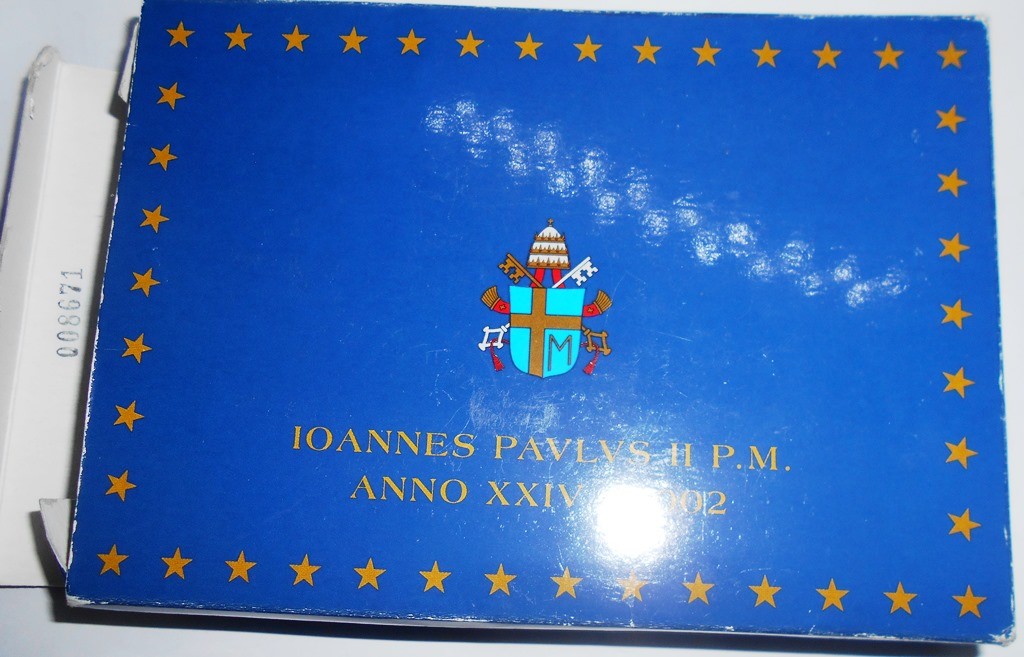 IOANNES PAVLVS II P.M.
ANNO XXIV
008671
M